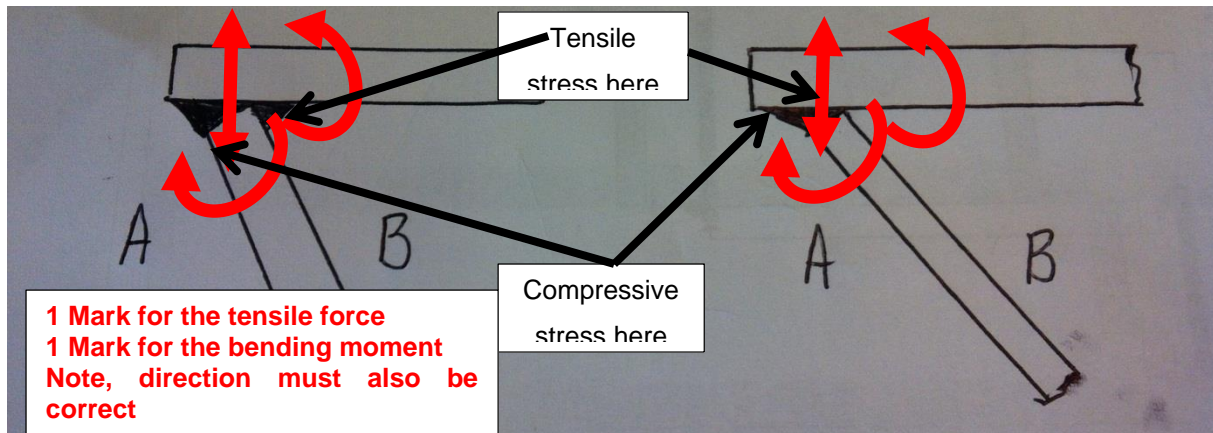 Tensile
stress here
A
B
A
B
Compressive
stress here
1 Mark for the tensile force
1 Mark for the bending moment
Note, direction must also be
correct